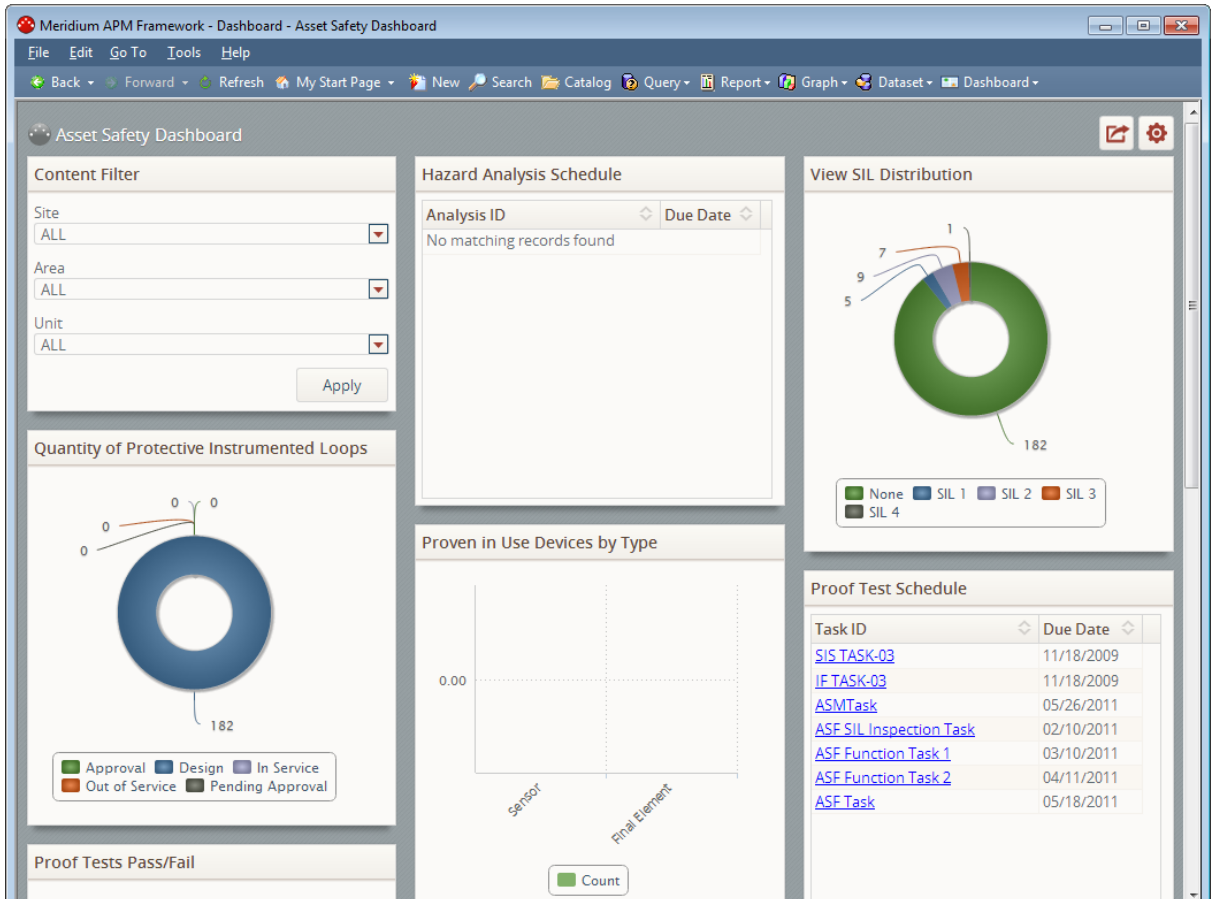 Meridium APM Framework - Dashboard - Asset Safety Dashboard
File Edit Go To Tools Help
Back Forward Refresh My Start Page New Search Catalog Query Report Graph Dataset Dashboard
Asset Safety Dashboard
Content Filter
Site
ALL
Area
ALL
Unit
ALL
Apply
Quantity of Protective Instrumented Loops
0 0
0
0
182
Approval Design In Service
Out of Service Pending Approval
Proof Tests Pass/Fail
Hazard Analysis Schedule
Analysis ID Due Date
No matching records found
Proven in Use Devices by Type
0.00
Sensor
Final Element
Count
View SIL Distribution
1
7
9
5
182
None SIL 1 SIL 2 SIL 3
SIL 4
Proof Test Schedule
Task ID Due Date
SIS TASK-03 11/18/2009
IF TASK-03 11/18/2009
ASMTask 05/26/2011
ASF SIL Inspection Task 02/10/2011
ASF Function Task 1 03/10/2011
ASF Function Task 2 04/11/2011
ASF Task 05/18/2011